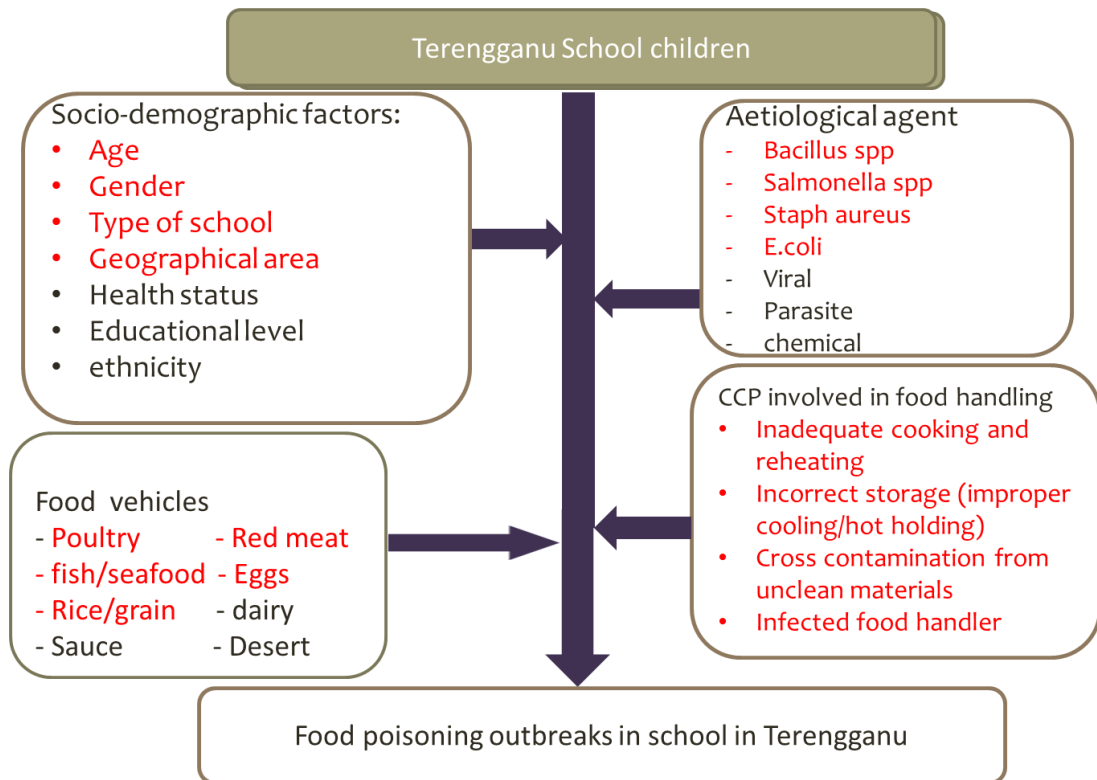 Terengganu School children
Socio-demographic factors:
• Age
• Gender
• Type of school
• Geographical area
• Health status
• Educational level
• ethnicity
Aetiological agent
- Bacillus spp
- Salmonella spp
- Staph aureus
- E.coli
- Viral
- Parasite
- chemical
Food vehicles
- Poultry - Red meat
- fish/seafood - Eggs
- Rice/grain - dairy
- Sauce - Desert
CCP involved in food handling
• Inadequate cooking and
reheating
• Incorrect storage (improper
cooling/hot holding)
• Cross contamination from
unclean materials
• Infected food handler
Food poisoning outbreaks in school in Terengganu